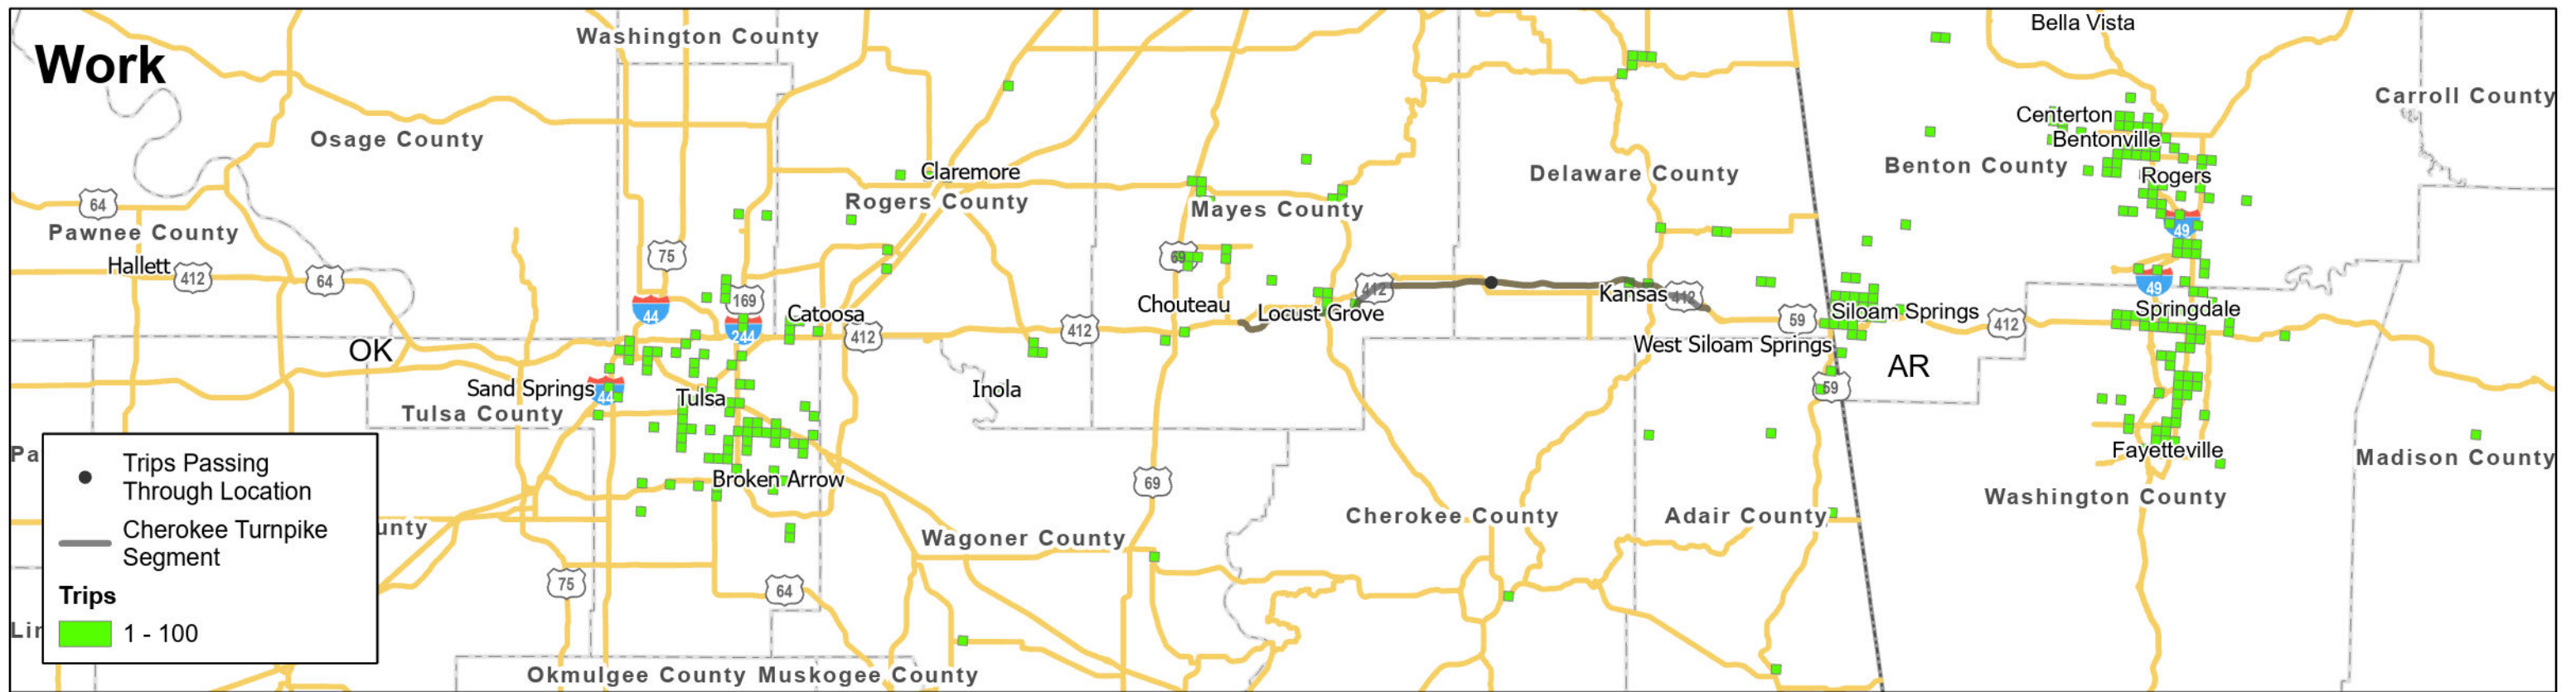 Work
Washington County
Bella Vista
Carroll County
Osage County
Centerton
Bentonville
Benton County
Claremore
Delaware County
Rogers
Rogers County
Mayes County
64
Pawnee County
49
75
69
Hallett
412
64
412
Kansas
412
49
169
44
Catoosa
Chouteau
Locust Grove
59
Siloam Springs
412
Springdale
244
412
412
OK
West Siloam Springs
AR
Sand Springs
44
Tulsa
Inola
59
Tulsa County
Pa
Fayetteville
Madison County
Trips Passing
Through Location
Broken Arrow
69
Washington County
Cherokee County
Adair County
Cherokee Turnpike
Segment
unty
Wagoner County
75
64
Trips
1 - 100
Lin
Okmulgee County
Muskogee County